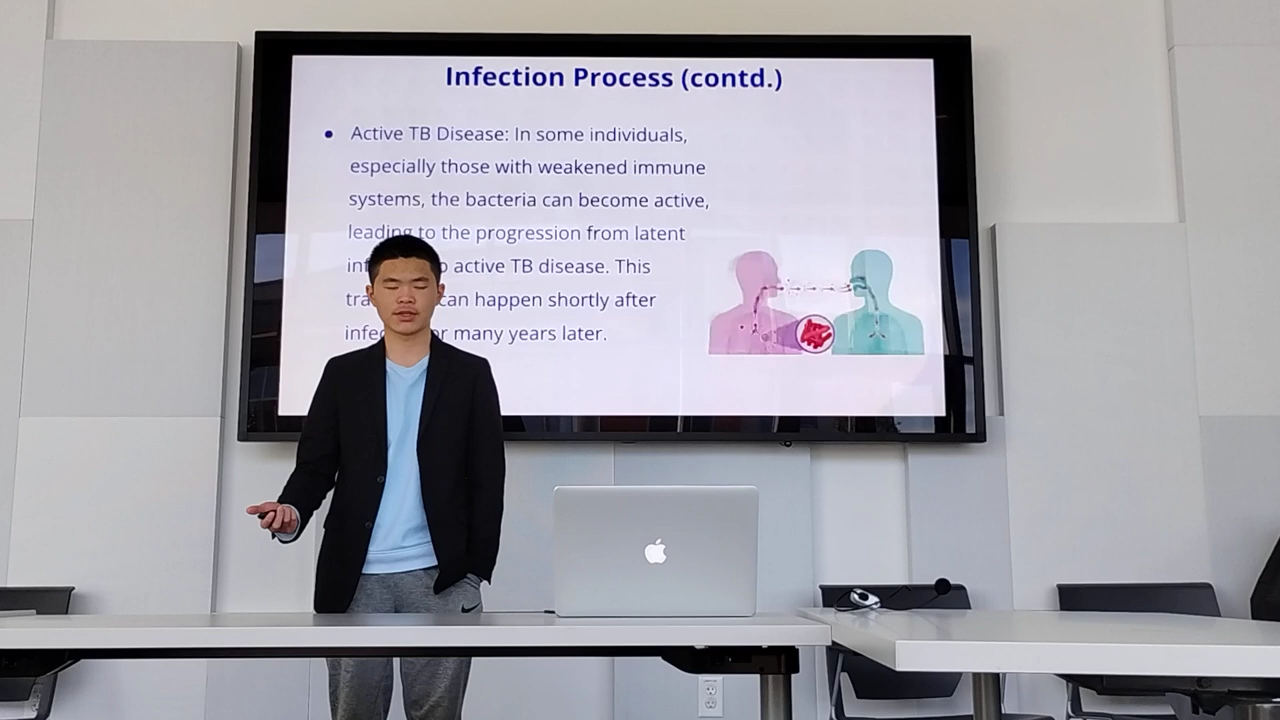 Infection Process (contd.)
● Active TB Disease: In some individuals,
especially those with weakened immune
systems, the bacteria can become active,
leading to the progression from latent
active TB disease. This
can happen shortly after
many years later.